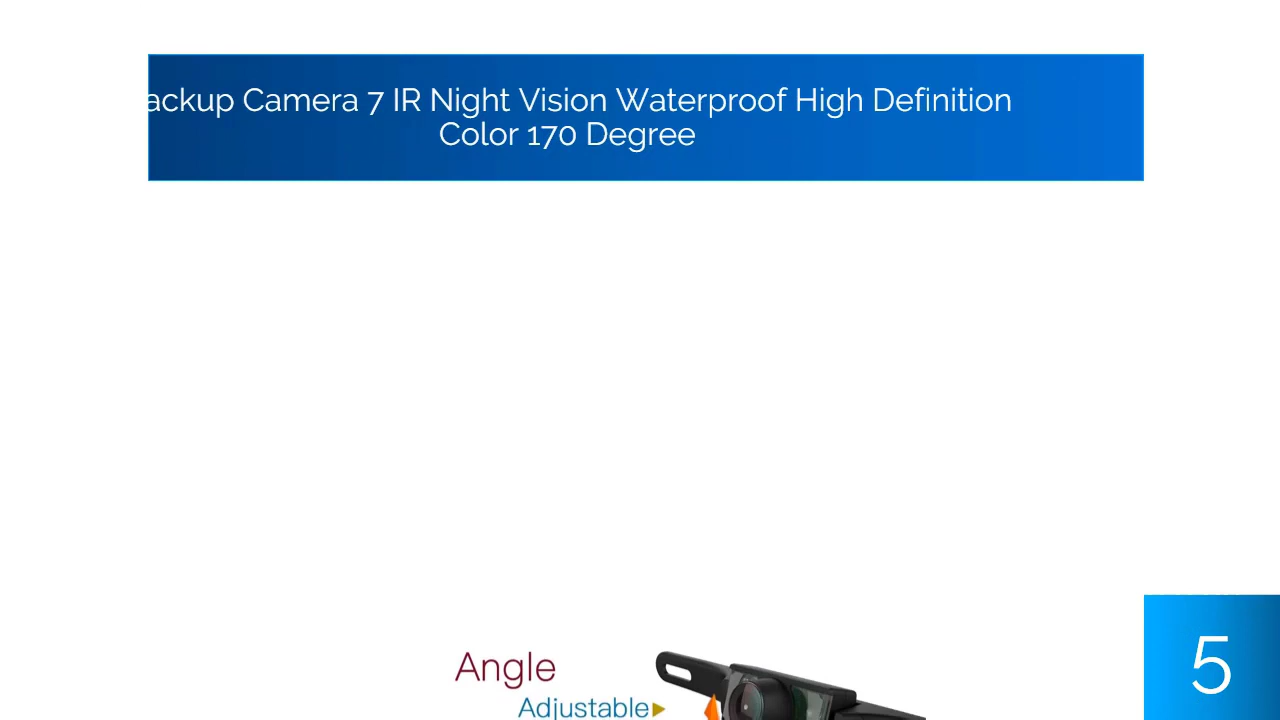 ackup Camera 7 IR Night Vision Waterproof High Definition
Color 170 Degree
Angle
Adjustable
5